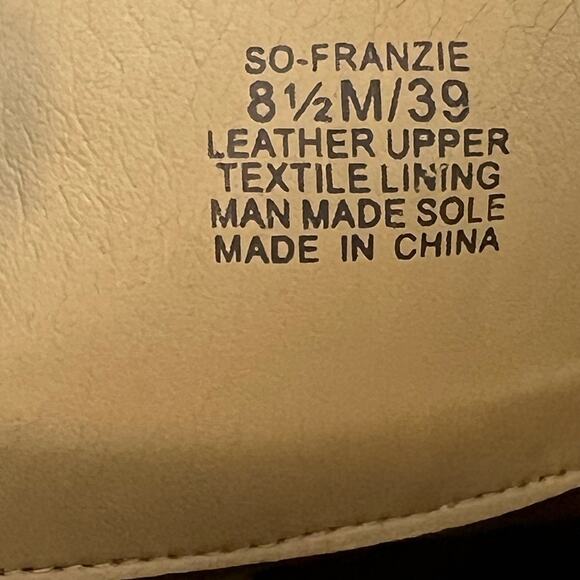 SO-FRANZIE
8½M/39
LEATHER UPPER
TEXTILE LINING
MAN MADE SOLE
MADE IN CHINA